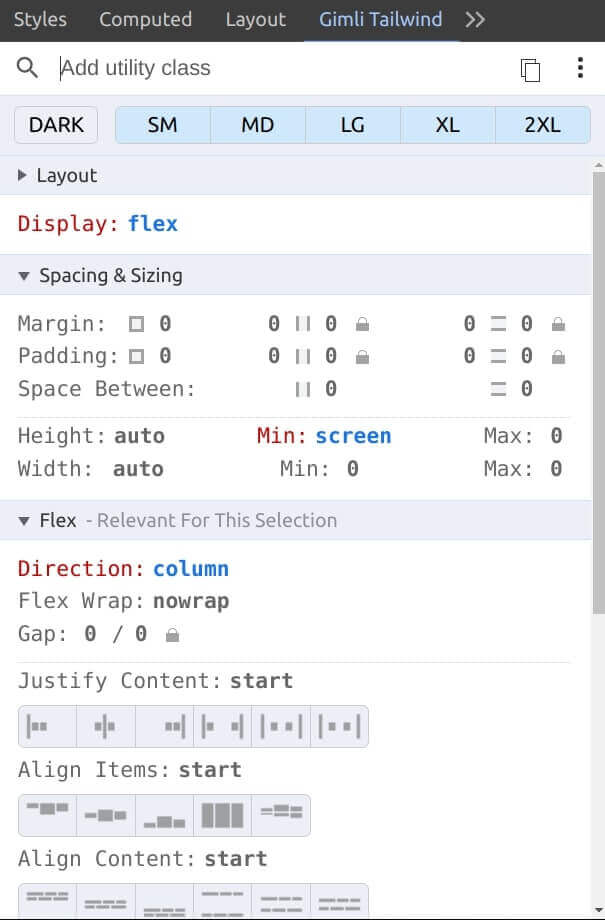 Styles Computed Layout Gimli Tailwind
Add utility class
DARK SM MD LG XL 2XL
Layout
Display: flex
Spacing & Sizing
Margin: 0 0 0 0 0
Padding: 0 0 0 0 0
Space Between: 0 0
Height: auto Min: screen Max: 0
Width: auto Min: 0 Max: 0
Flex - Relevant For This Selection
Direction: column
Flex Wrap: nowrap
Gap: 0 / 0
Justify Content: start
Align Items: start
Align Content: start